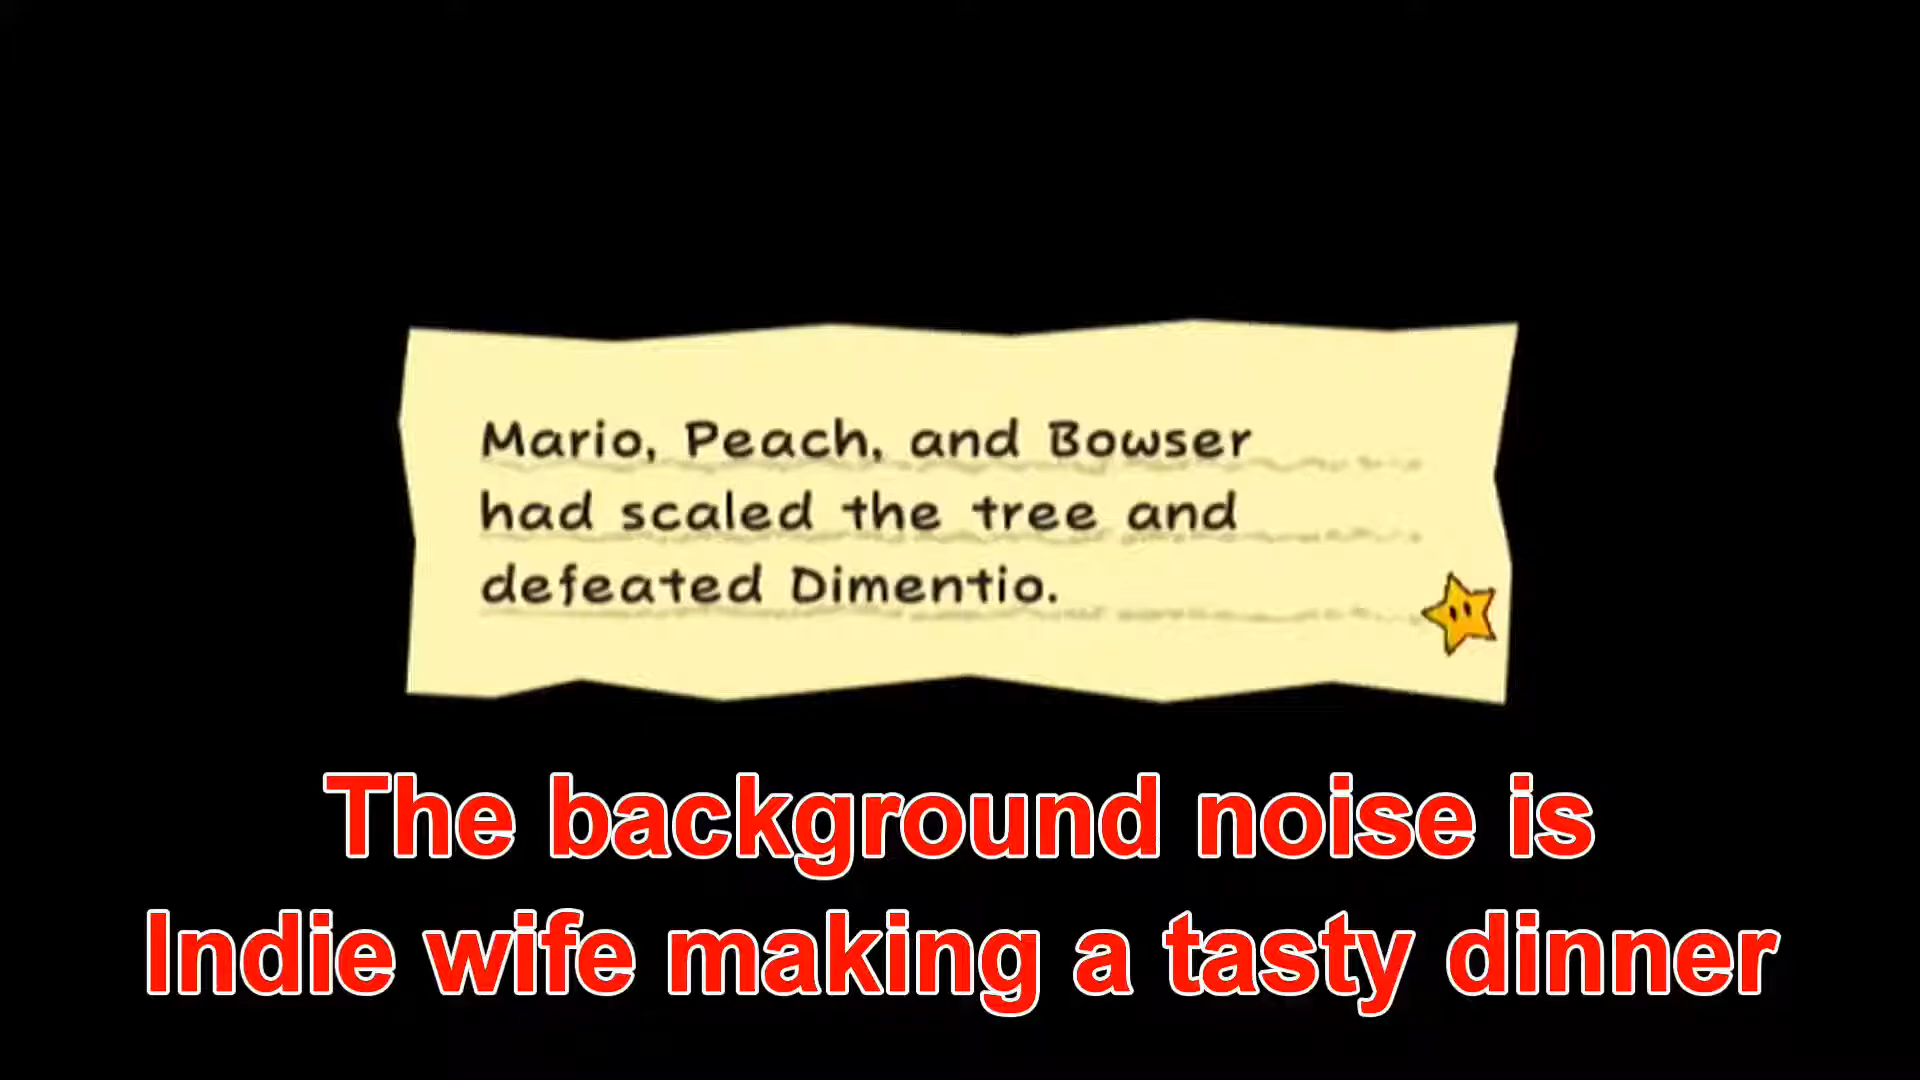 Mario, Peach, and Bowser
had scaled the tree and
defeated Dimentio.
The background noise is
Indie wife making a tasty dinner